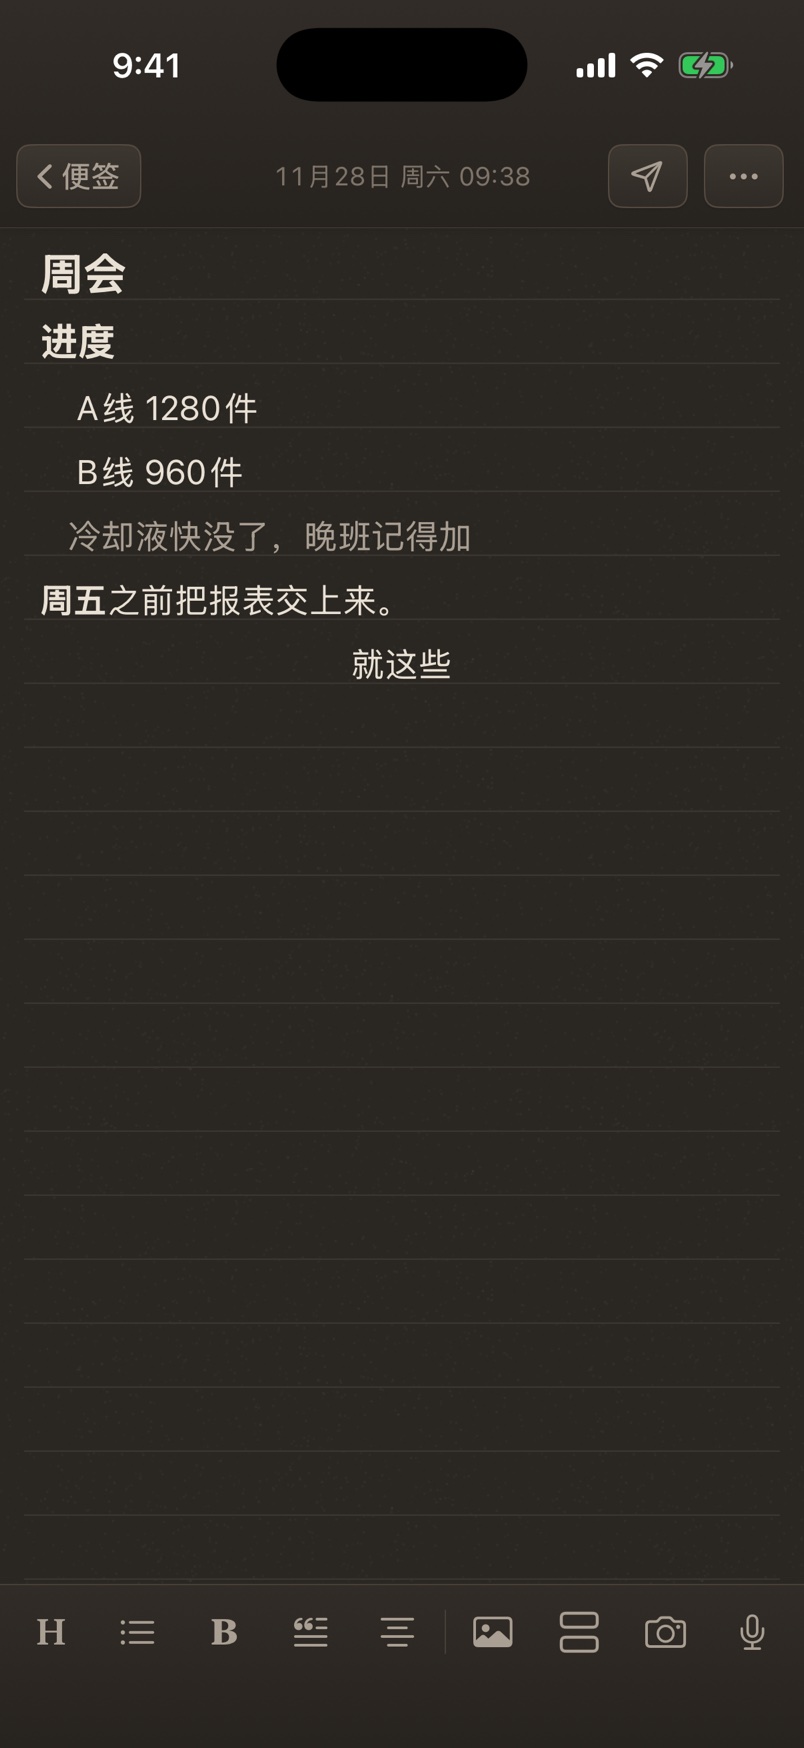 9:41
便签
11月28日 周六 09:38
周会
进度
A线 1280件
B线 960件
冷却液快没了，晚班记得加
周五之前把报表交上来。
就这些
H
B